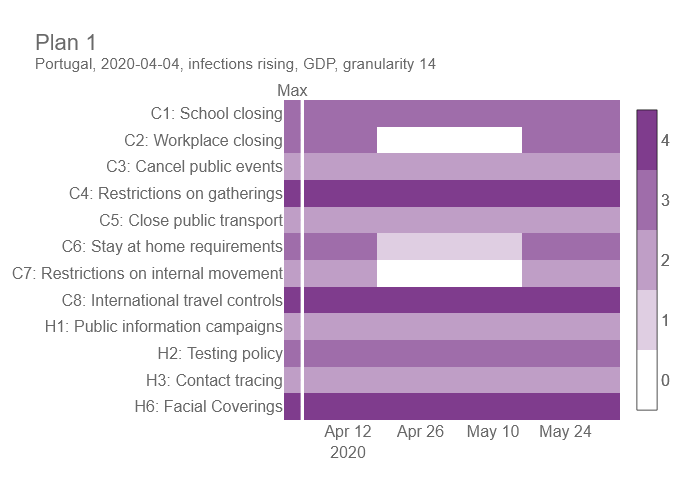 Plan 1
Portugal, 2020-04-04, infections rising, GDP, granularity 14
Max
C1: School closing
C2: Workplace closing
C3: Cancel public events
C4: Restrictions on gatherings
C5: Close public transport
C6: Stay at home requirements
C7: Restrictions on internal movement
C8: International travel controls
H1: Public information campaigns
H2: Testing policy
H3: Contact tracing
H6: Facial Coverings
Apr 12 Apr 26 May 10 May 24
2020
4
3
2
1
0